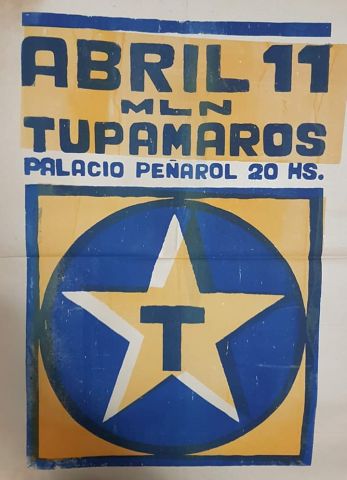 ABRIL 11
MLN
TUPAMAROS
PALACIO PEÑAROL 20 HS.
T